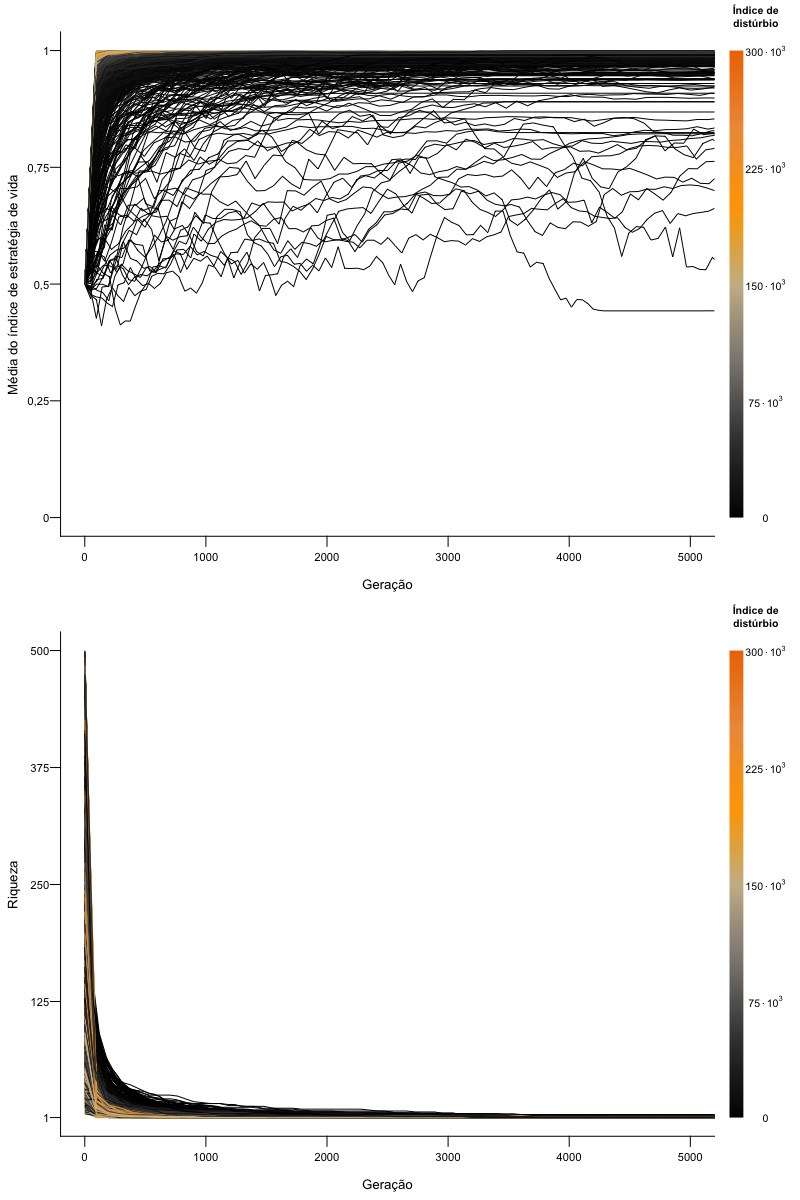 Índice de
distúrbio
300·10³
225·10³
150·10³
75·10³
0
1
0,75
0,5
0,25
0
Média do índice de estratégia de vida
0 1000 2000 3000 4000 5000
Geração
Índice de
distúrbio
300·10³
225·10³
150·10³
75·10³
0
500
375
250
125
1
Riqueza
0 1000 2000 3000 4000 5000
Geração